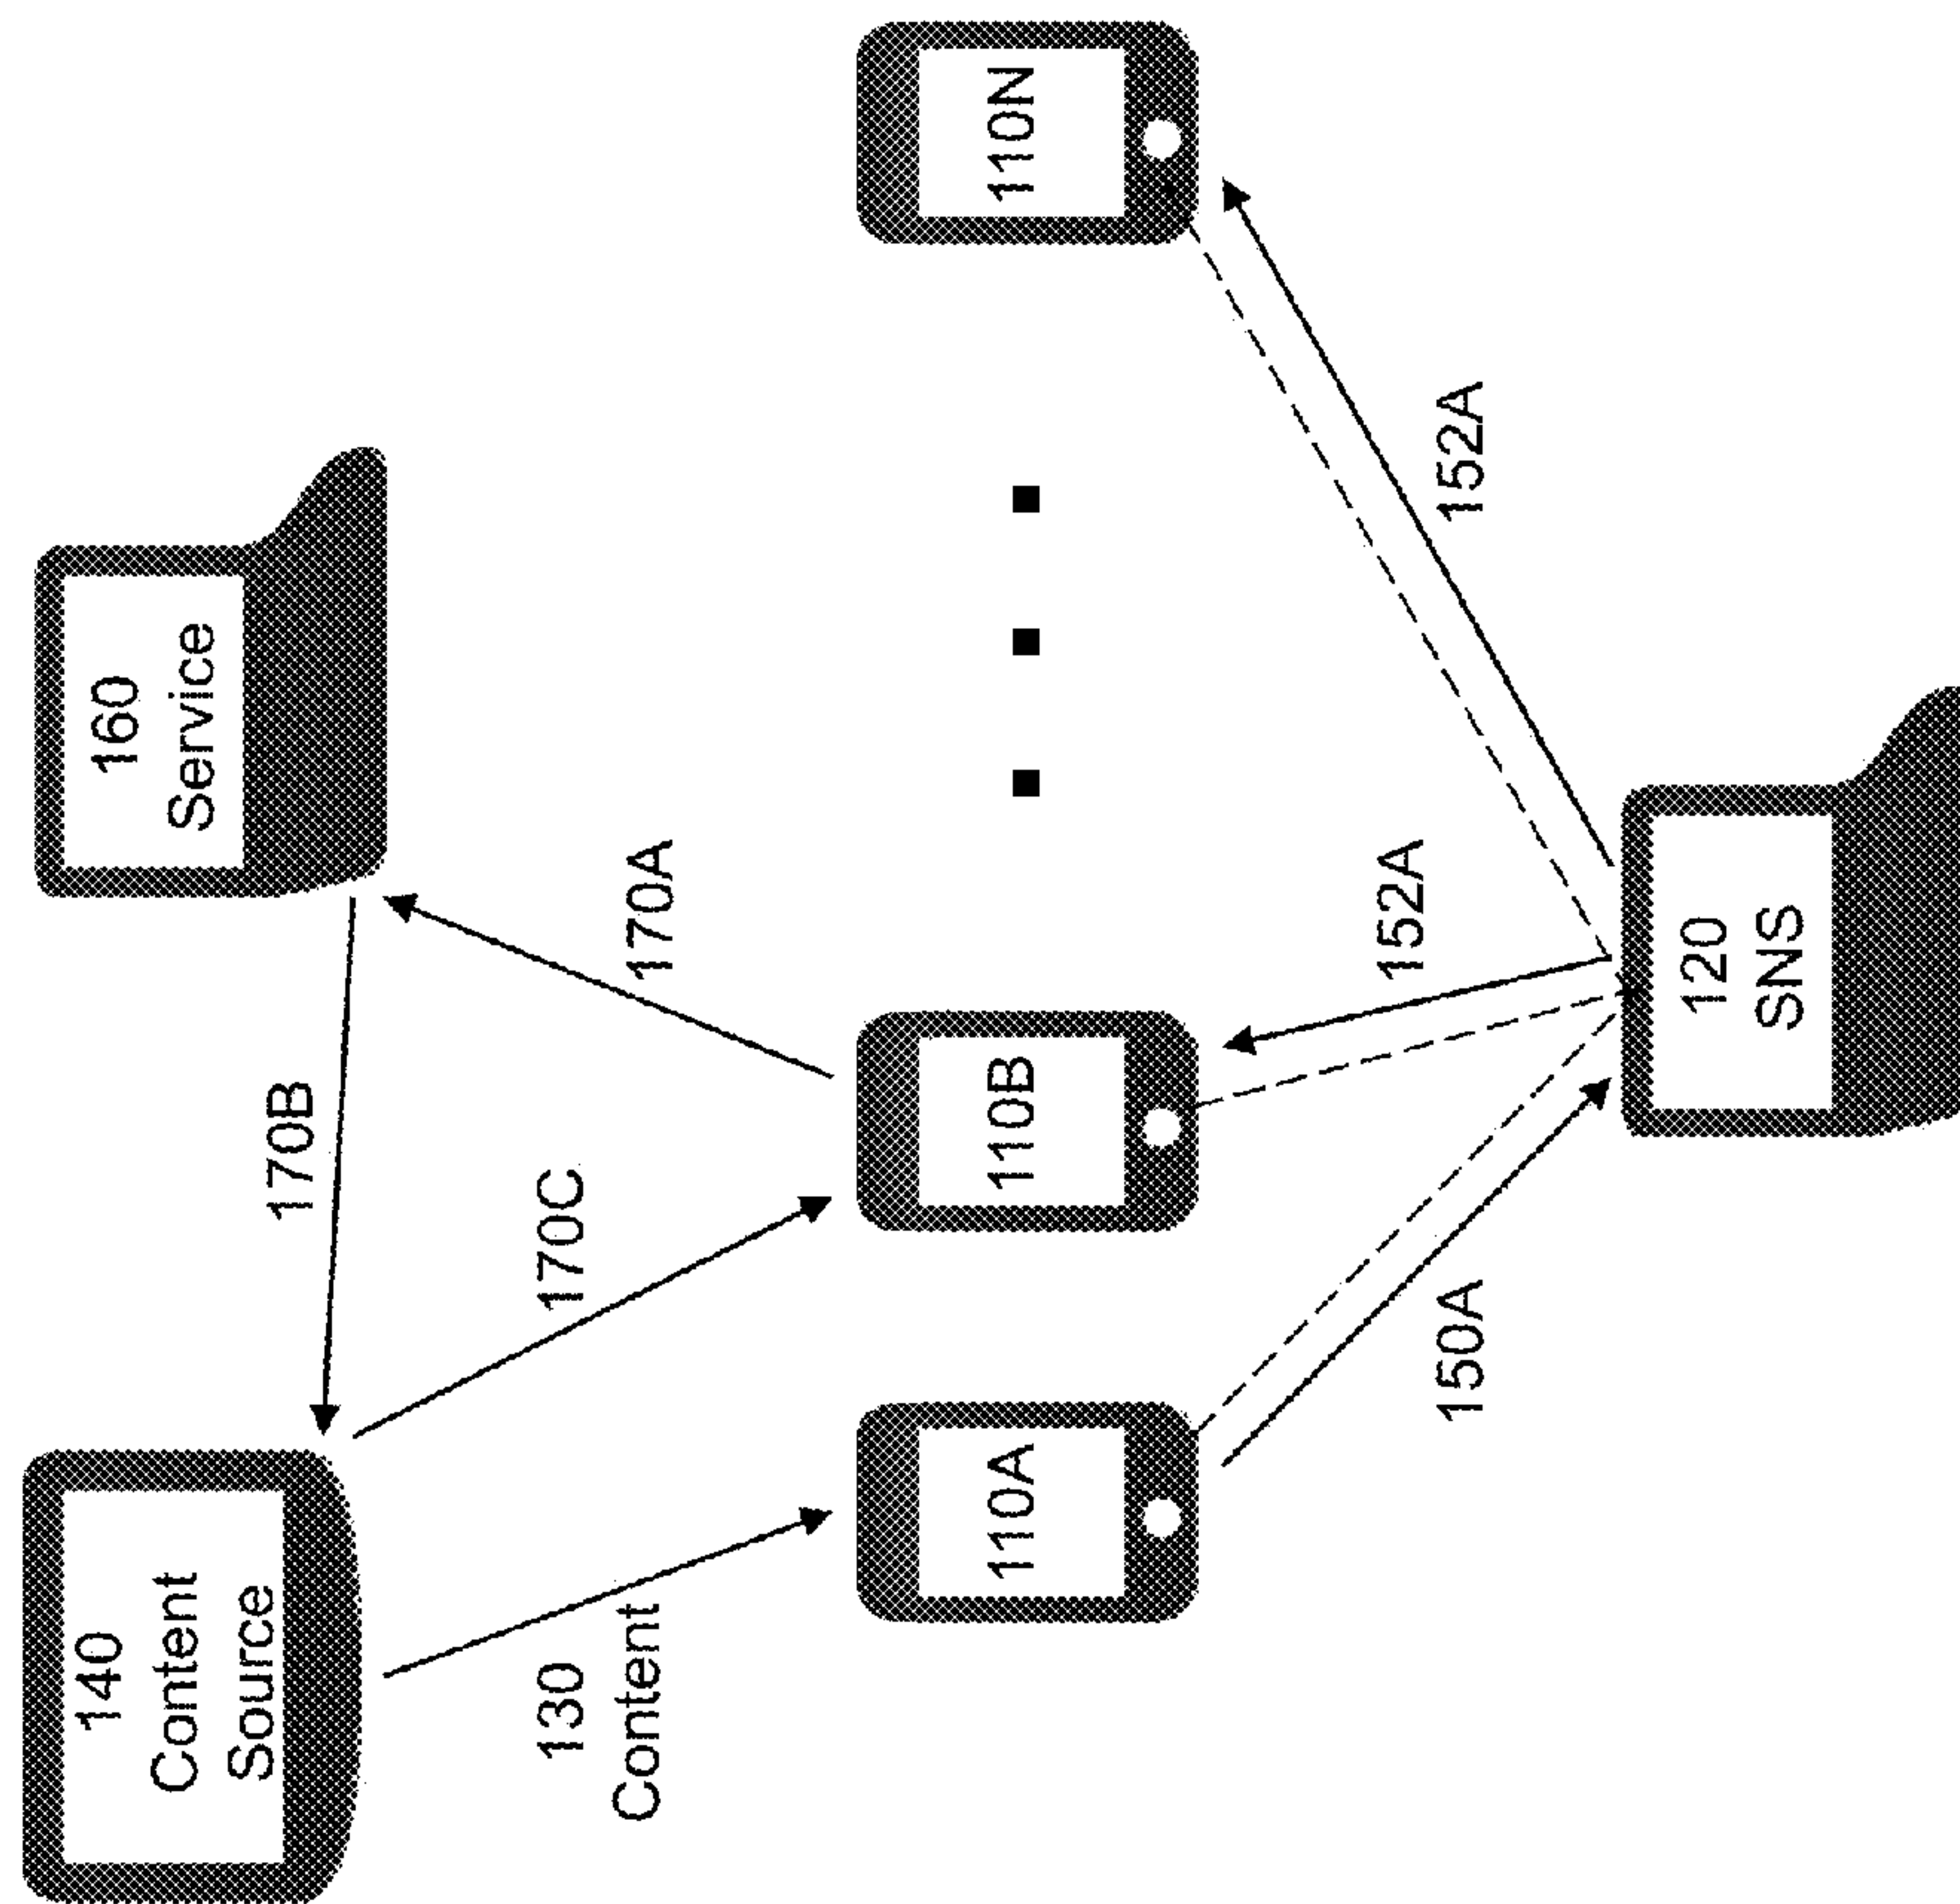 140
Content
Source
160
Service
170B
130
Content
170C
170A
110A
110B
110N
150A
152A
152A
120
SNS